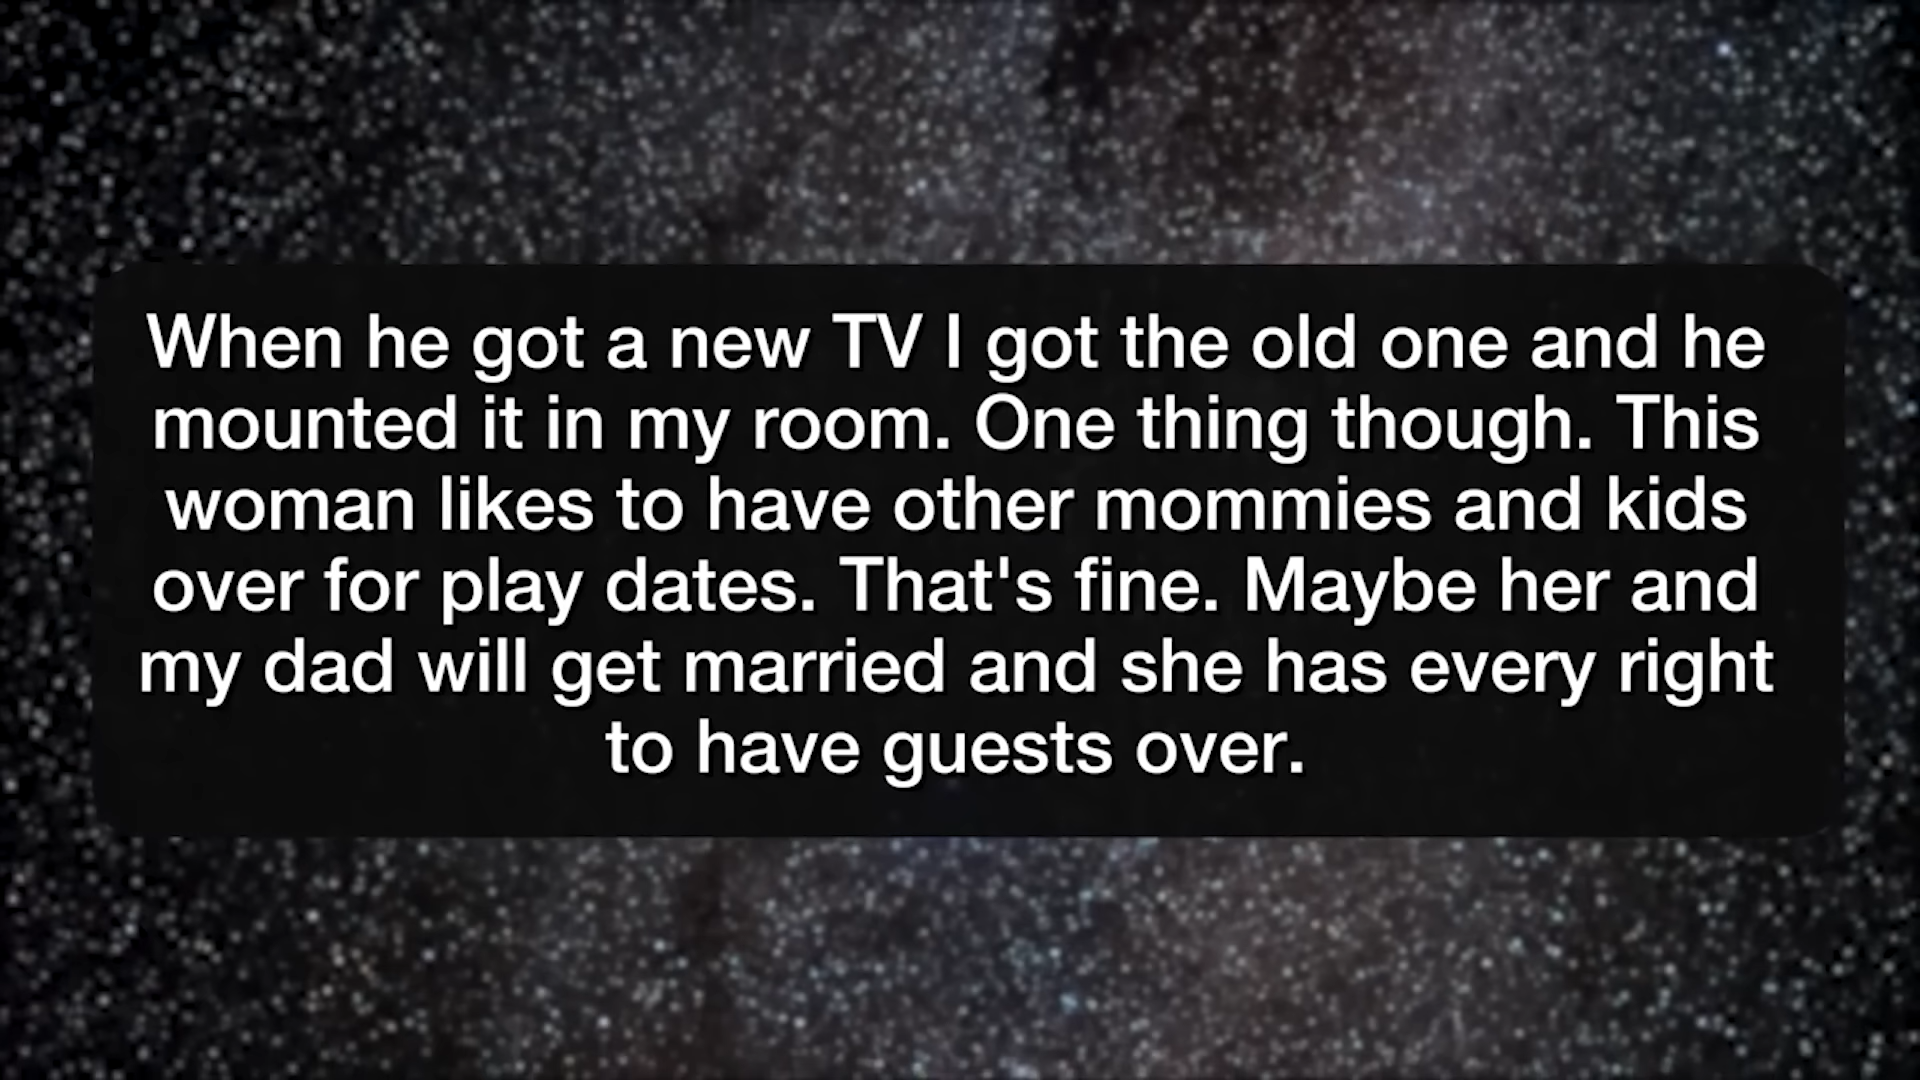 When he got a new TV I got the old one and he
mounted it in my room. One thing though. This
woman likes to have other mommies and kids
over for play dates. That's fine. Maybe her and
my dad will get married and she has every right
to have guests over.